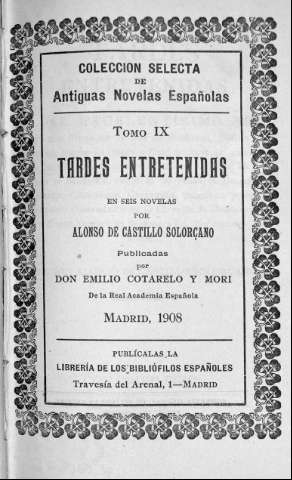 COLECCION SELECTA
DE
Antiguas Novelas Españolas
TOMO IX
TARDES ENTRETENIDAS
EN SEIS NOVELAS
POR
ALONSO DE CASTILLO SOLORÇANO
Publicadas
por
DON EMILIO COTARELO Y MORI
De la Real Academia Española
MADRID, 1908
PUBLÍCALAS LA
LIBRERÍA DE LOS BIBLIÓFILOS ESPAÑOLES
Travesía del Arenal, 1—MADRID